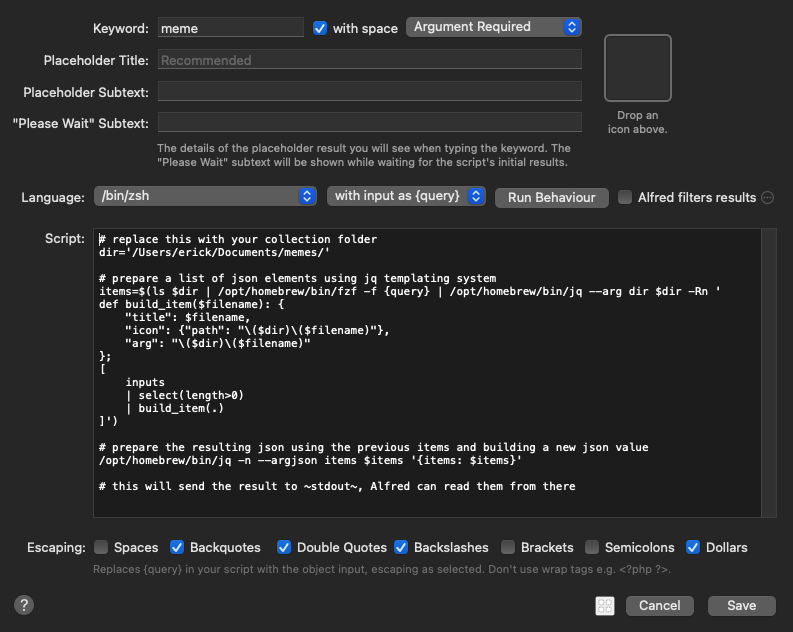 Keyword: meme with space Argument Required
Placeholder Title: Recommended
Placeholder Subtext:
"Please Wait" Subtext:
Drop an
icon above.
The details of the placeholder result you will see when typing the keyword. The
"Please Wait" subtext will be shown while waiting for the script's initial results.
Language: /bin/zsh with input as {query} Run Behaviour Alfred filters results
Script:
# replace this with your collection folder
dir='/Users/erick/Documents/memes/'
# prepare a list of json elements using jq templating system
items=$(ls $dir | /opt/homebrew/bin/fzf -f {query} | /opt/homebrew/bin/jq --arg dir $dir -Rn '
def build_item($filename): {
    "title": $filename,
    "icon": {"path": "\($dir)\($filename)"},
    "arg": "\($dir)\($filename)"
};
[
    inputs
    | select(length>0)
    | build_item(.)
]')
# prepare the resulting json using the previous items and building a new json value
/opt/homebrew/bin/jq -n --argjson items $items '{items: $items}'
# this will send the result to ~stdout~, Alfred can read them from there
Escaping: Spaces Backquotes Double Quotes Backslashes Brackets Semicolons Dollars
Replaces {query} in your script with the object input, escaping as selected. Don't use wrap tags e.g. <?php ?>.
? Cancel Save